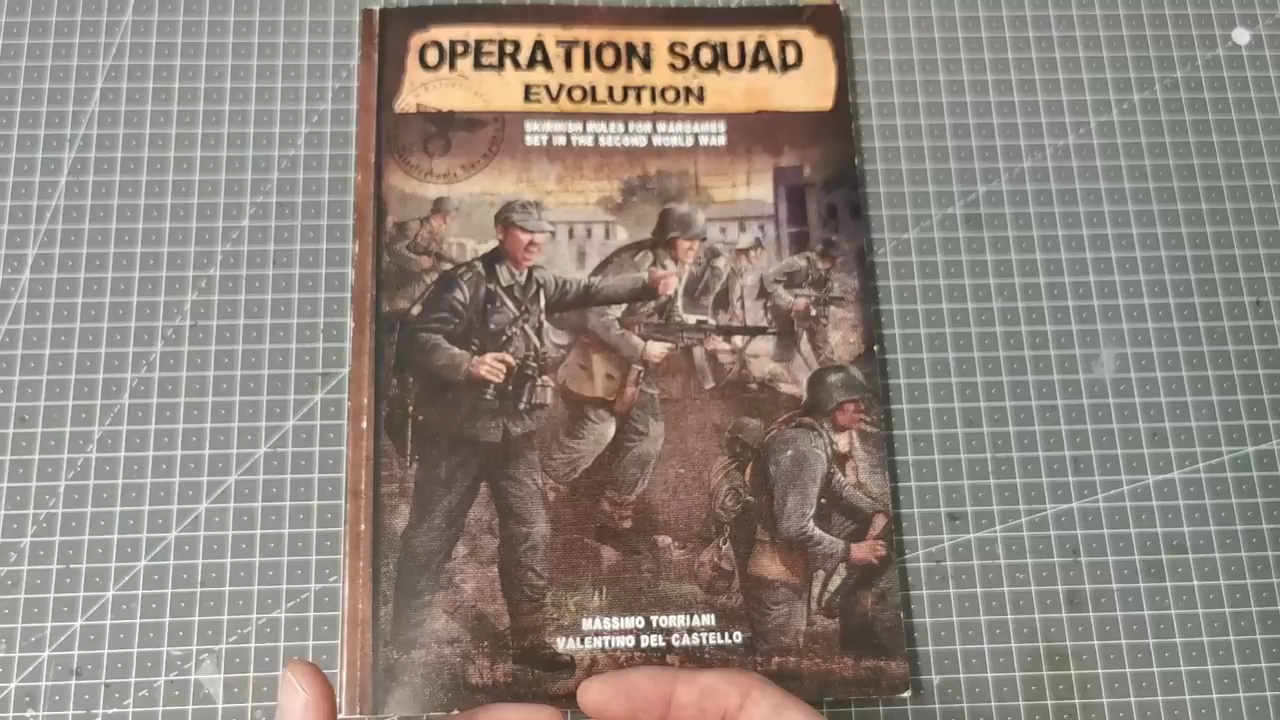 OPERATION SQUAD
EVOLUTION
SKIRMISH RULES FOR WARGAMES
SET IN THE SECOND WORLD WAR
MASSIMO TORRIANI
VALENTINO DEL CASTELLO